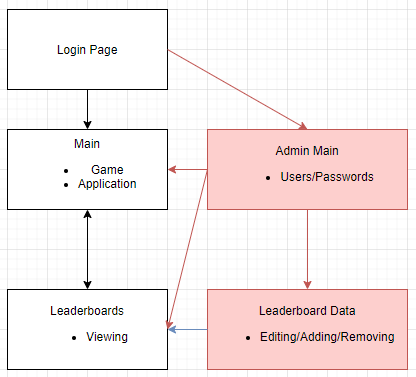 Login Page
Main
Game
Application
Admin Main
Users/Passwords
Leaderboards
Viewing
Leaderboard Data
Editing/Adding/Removing